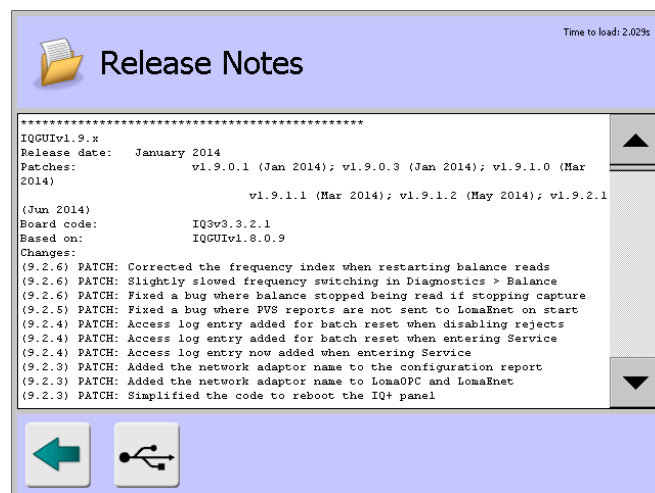 Time to load: 2.029s
Release Notes
************************************************
IQGUIv1.9.x
Release date: January 2014
Patches: v1.9.0.1 (Jan 2014); v1.9.0.3 (Jan 2014); v1.9.1.0 (Mar
2014)
v1.9.1.1 (Mar 2014); v1.9.1.2 (May 2014); v1.9.2.1
(Jun 2014)
Board code: IQ3v3.3.2.1
Based on: IQGUIv1.8.0.9
Changes:
(9.2.6) PATCH: Corrected the frequency index when restarting balance reads
(9.2.6) PATCH: Slightly slowed frequency switching in Diagnostics > Balance
(9.2.6) PATCH: Fixed a bug where balance stopped being read if stopping capture
(9.2.5) PATCH: Fixed a bug where PVS reports are not sent to LomaEnet on start
(9.2.4) PATCH: Access log entry added for batch reset when disabling rejects
(9.2.4) PATCH: Access log entry added for batch reset when entering Service
(9.2.4) PATCH: Access log entry now added when entering Service
(9.2.3) PATCH: Added the network adaptor name to the configuration report
(9.2.3) PATCH: Added the network adaptor name to LomaOPC and LomaEnet
(9.2.3) PATCH: Simplified the code to reboot the IQ+ panel